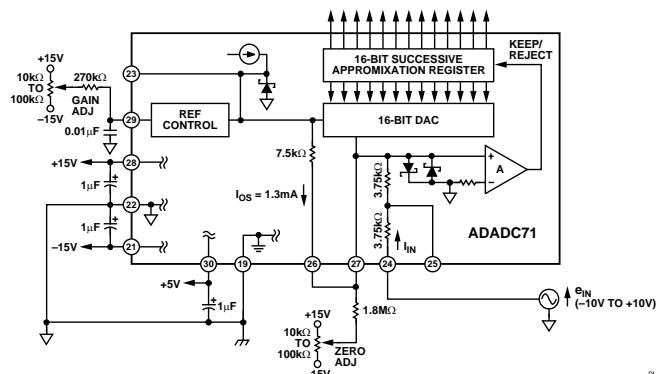 +15V
10kΩ
TO
100kΩ
–15V
270kΩ
GAIN
ADJ
0.01μF
23
29
REF
CONTROL
16-BIT SUCCESSIVE
APPROMIXATION REGISTER
KEEP/
REJECT
16-BIT DAC
7.5kΩ
IOS = 1.3mA
3.75kΩ
3.75kΩ
IIN
+
–
A
ADADC71
+15V
28
1μF
22
1μF
–15V
21
+5V
1μF
30
19
26
27
24
25
eIN
(–10V TO +10V)
1.8MΩ
+15V
10kΩ
TO
100kΩ
–15V
ZERO
ADJ